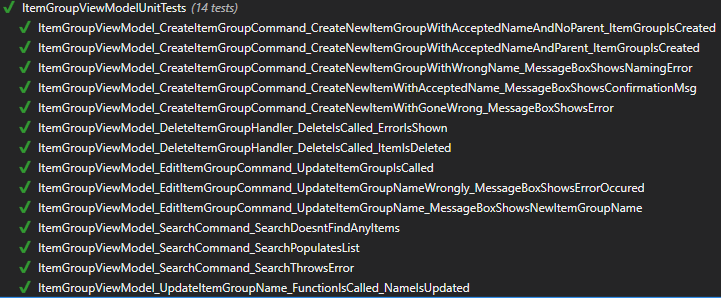 ItemGroupViewModelUnitTests (14 tests)
ItemGroupViewModel_CreateItemGroupCommand_CreateNewItemGroupWithAcceptedNameAndNoParent_ItemGroupIsCreated
ItemGroupViewModel_CreateItemGroupCommand_CreateNewItemGroupWithAcceptedNameAndParent_ItemGroupIsCreated
ItemGroupViewModel_CreateItemGroupCommand_CreateNewItemGroupWithWrongName_MessageBoxShowsNamingError
ItemGroupViewModel_CreateItemGroupCommand_CreateNewItemWithAcceptedName_MessageBoxShowsConfirmationMsg
ItemGroupViewModel_CreateItemGroupCommand_CreateNewItemWithGoneWrong_MessageBoxShowsError
ItemGroupViewModel_DeleteItemGroupHandler_DeleteIsCalled_ErrorIsShown
ItemGroupViewModel_DeleteItemGroupHandler_DeleteIsCalled_ItemIsDeleted
ItemGroupViewModel_EditItemGroupCommand_UpdateItemGroupIsCalled
ItemGroupViewModel_EditItemGroupCommand_UpdateItemGroupNameWrongly_MessageBoxShowsErrorOccured
ItemGroupViewModel_EditItemGroupCommand_UpdateItemGroupName_MessageBoxShowsNewItemGroupName
ItemGroupViewModel_SearchCommand_SearchDoesntFindAnyItems
ItemGroupViewModel_SearchCommand_SearchPopulatesList
ItemGroupViewModel_SearchCommand_SearchThrowsError
ItemGroupViewModel_UpdateItemGroupName_FunctionIsCalled_NameIsUpdated